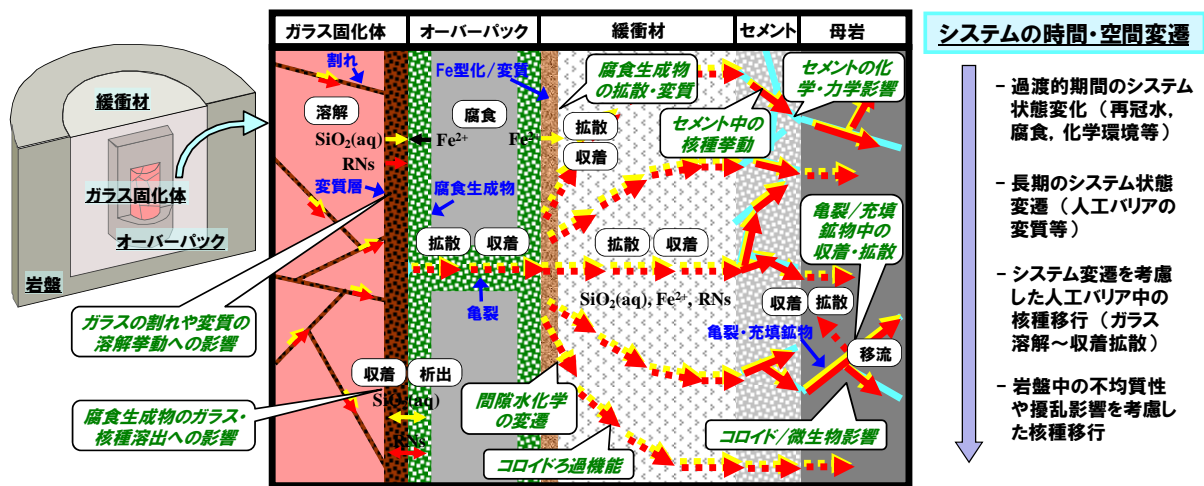 ガラス固化体
オーバーパック
緩衝材
セメント
母岩
システムの時間・空間変遷
緩衝材
ガラス固化体
オーバーパック
岩盤
割れ
溶解
SiO₂(aq)
RNs
変質層
腐食
Fe²⁺
Fe²
腐食生成物
Fe型化/変質
腐食生成物
の拡散・変質
拡散
収着
セメント中の
核種挙動
セメントの化
学・力学影響
拡散
収着
亀裂
拡散
収着
SiO₂(aq), Fe²⁺, RNs
亀裂/充填
鉱物中の
収着・拡散
収着
拡散
亀裂・充填鉱物
移流
ガラスの割れや変質の
溶解挙動への影響
収着
析出
SiO₂(aq)
RNs
腐食生成物のガラス・
核種溶出への影響
間隙水化学
の変遷
コロイドろ過機能
コロイド/微生物影響
– 過渡的期間のシステム
状態変化（再冠水,
腐食, 化学環境等）
– 長期のシステム状態
変遷（人工バリアの
変質等）
– システム変遷を考慮
した人工バリア中の
核種移行（ガラス
溶解～収着拡散）
– 岩盤中の不均質性
や擾乱影響を考慮し
た核種移行